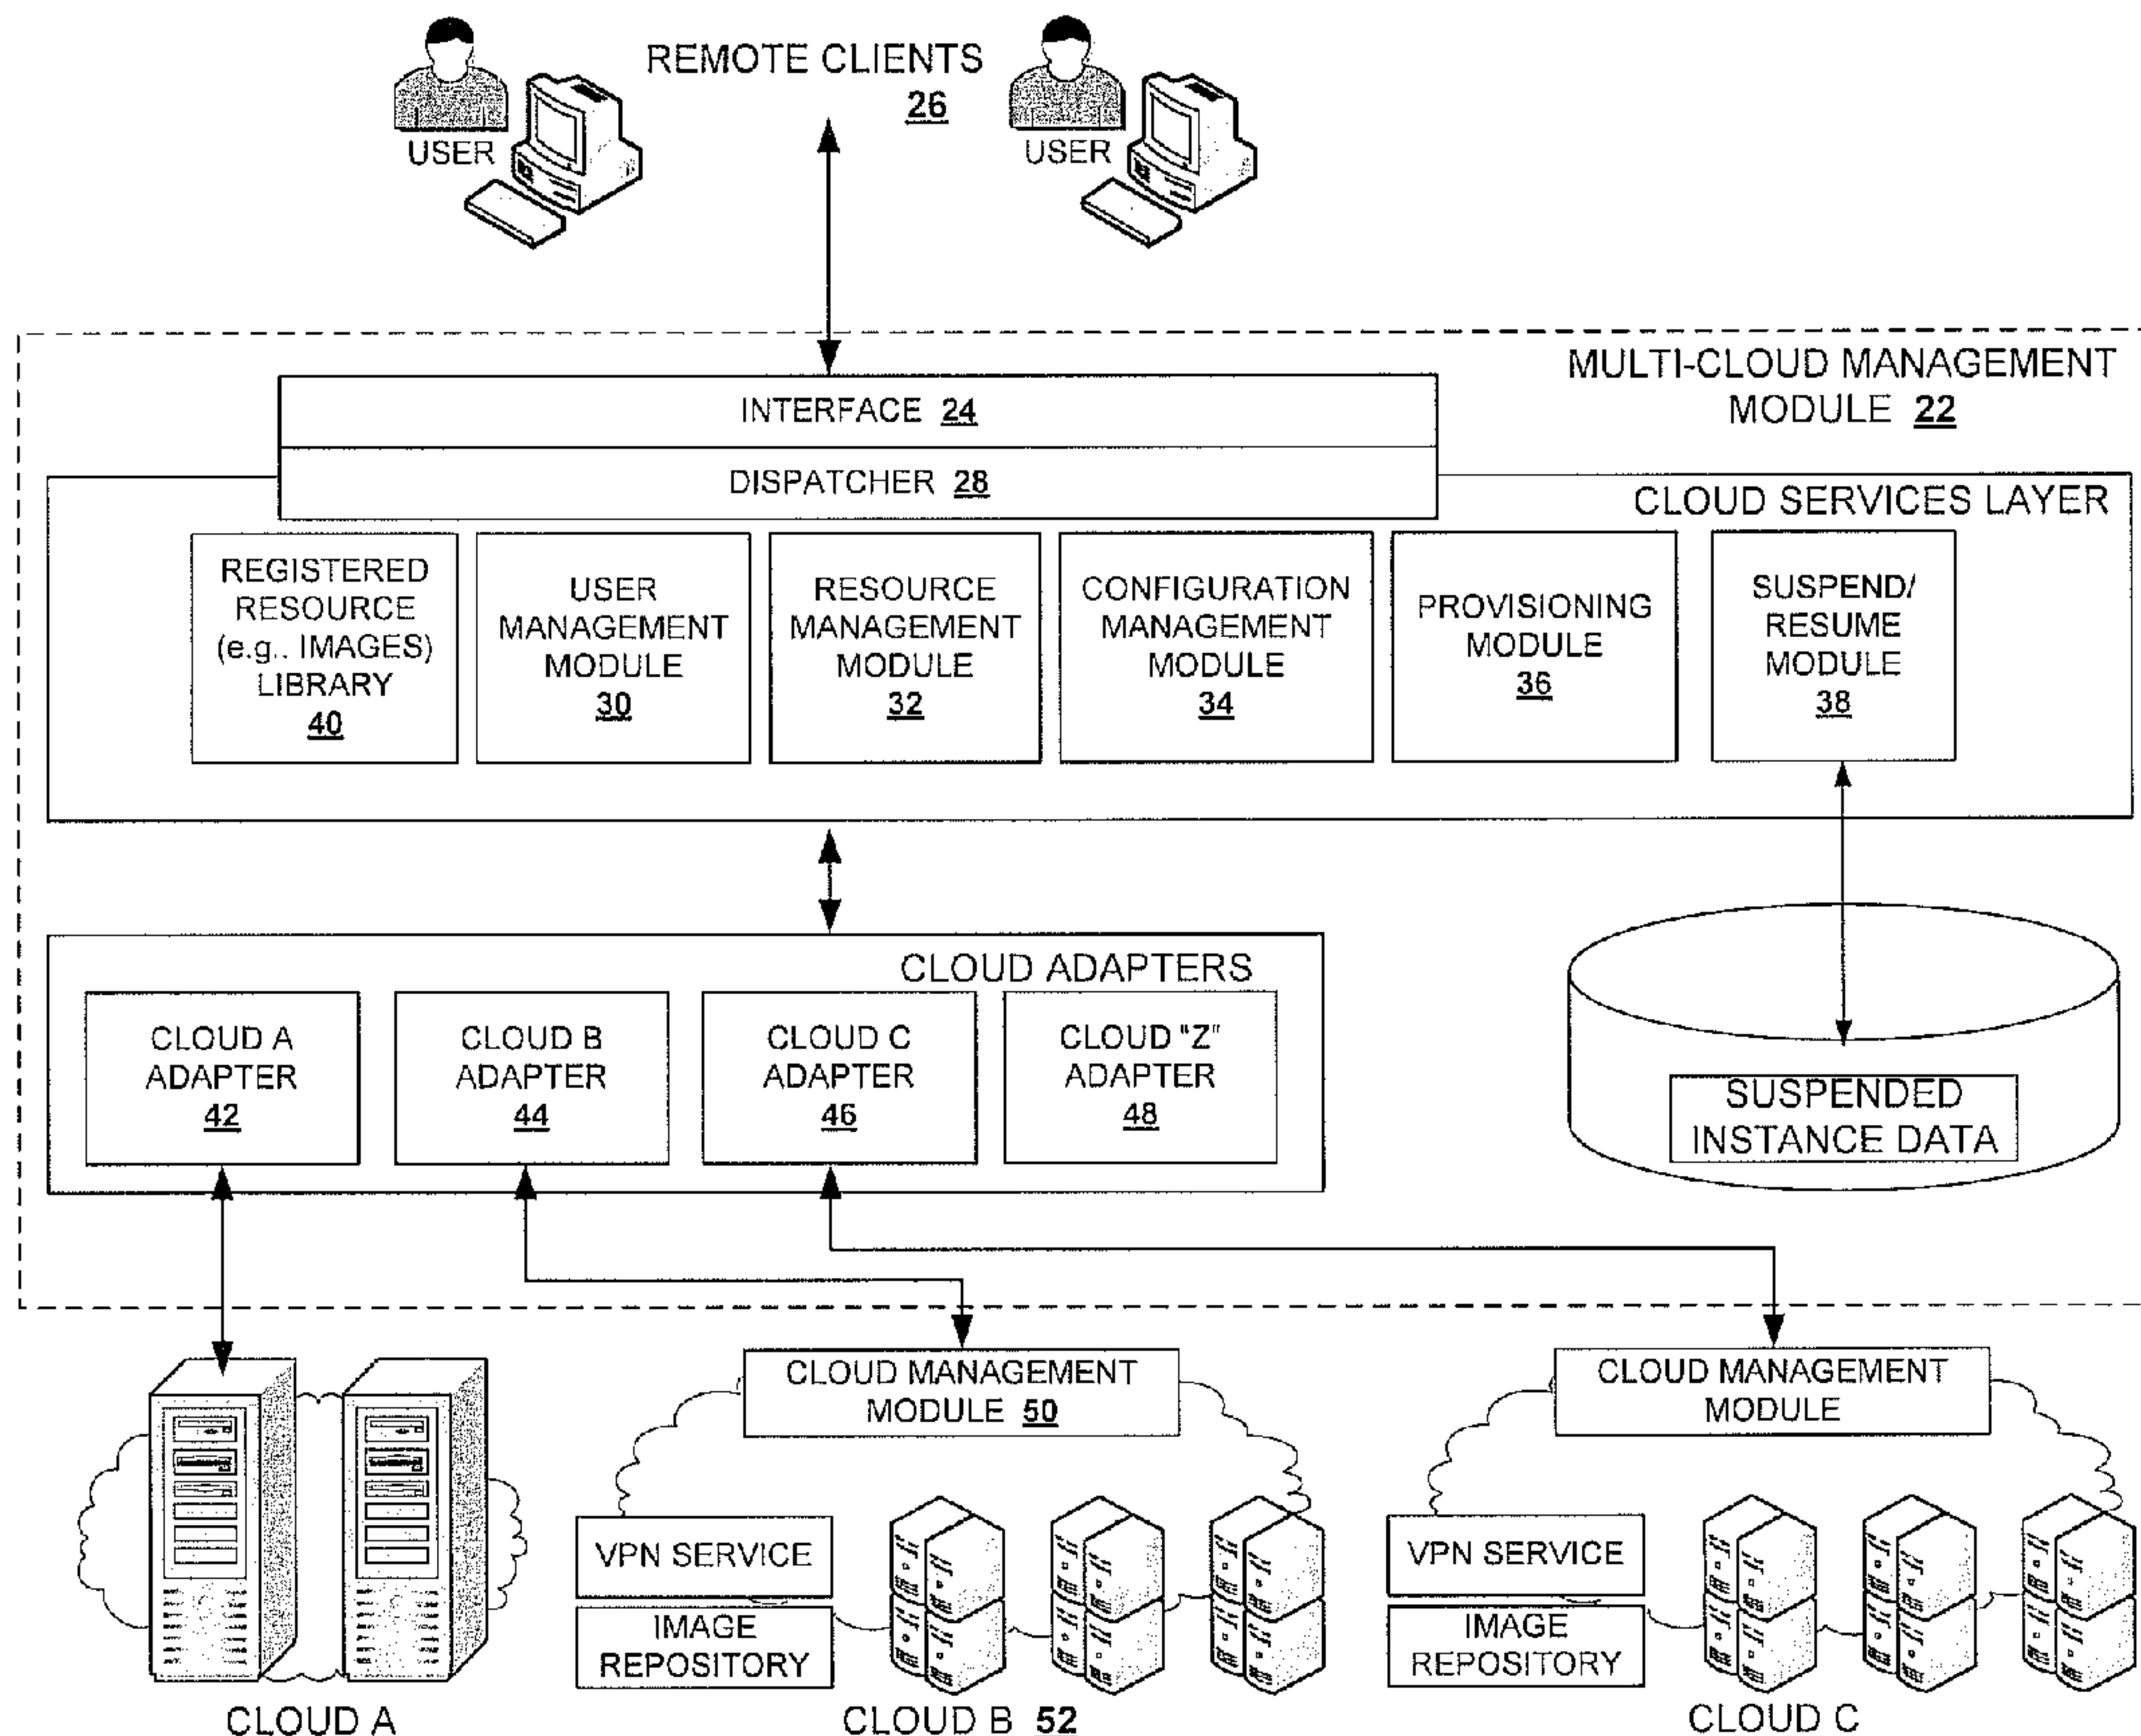 REMOTE CLIENTS
26
USER
USER
MULTI-CLOUD MANAGEMENT
MODULE 22
INTERFACE 24
DISPATCHER 28
CLOUD SERVICES LAYER
REGISTERED
RESOURCE
(e.g.. IMAGES)
LIBRARY
40
USER
MANAGEMENT
MODULE
30
RESOURCE
MANAGEMENT
MODULE
32
CONFIGURATION
MANAGEMENT
MODULE
34
PROVISIONING
MODULE
36
SUSPEND/
RESUME
MODULE
38
CLOUD ADAPTERS
CLOUD A
ADAPTER
42
CLOUD B
ADAPTER
44
CLOUD C
ADAPTER
46
CLOUD "Z"
ADAPTER
48
SUSPENDED
INSTANCE DATA
CLOUD MANAGEMENT
MODULE 50
CLOUD MANAGEMENT
MODULE
VPN SERVICE
IMAGE
REPOSITORY
VPN SERVICE
IMAGE
REPOSITORY
CLOUD A
CLOUD B 52
CLOUD C